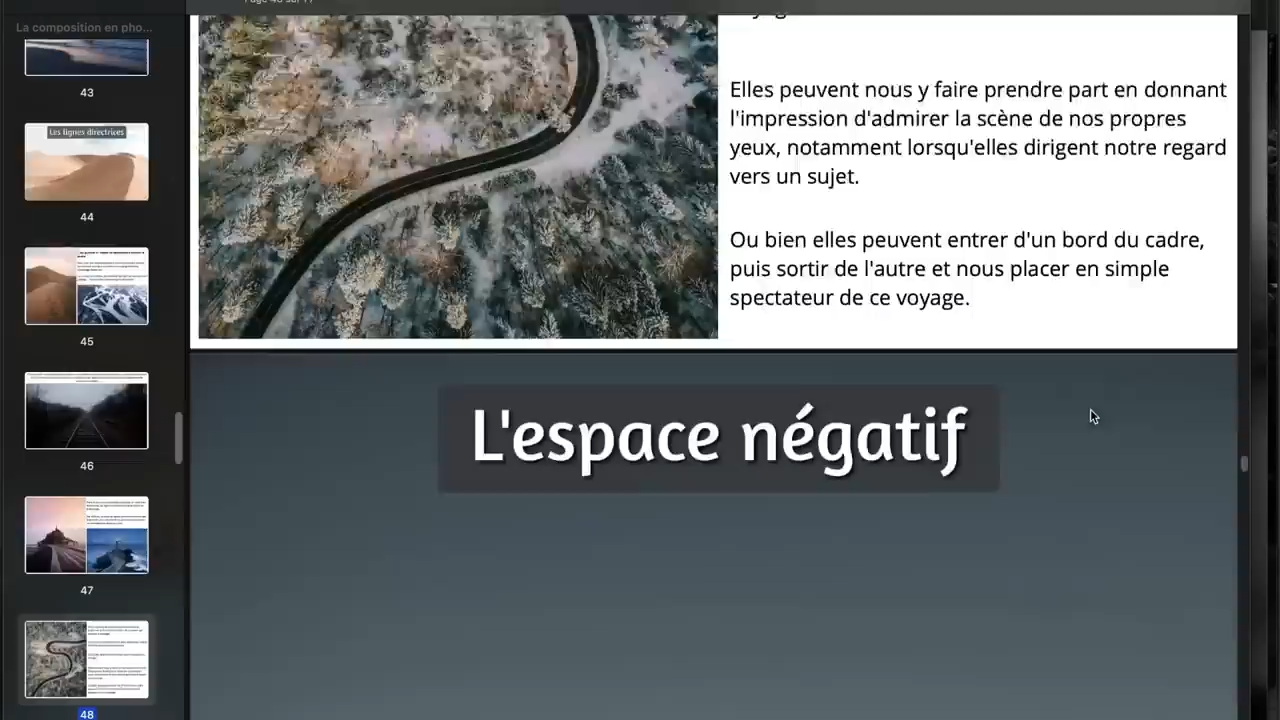 La composition en pho...
43
Les lignes directrices
44
45
46
47
48
Elles peuvent nous y faire prendre part en donnant
l'impression d'admirer la scène de nos propres
yeux, notamment lorsqu'elles dirigent notre regard
vers un sujet.
Ou bien elles peuvent entrer d'un bord du cadre,
puis sortir de l'autre et nous placer en simple
spectateur de ce voyage.
L'espace négatif